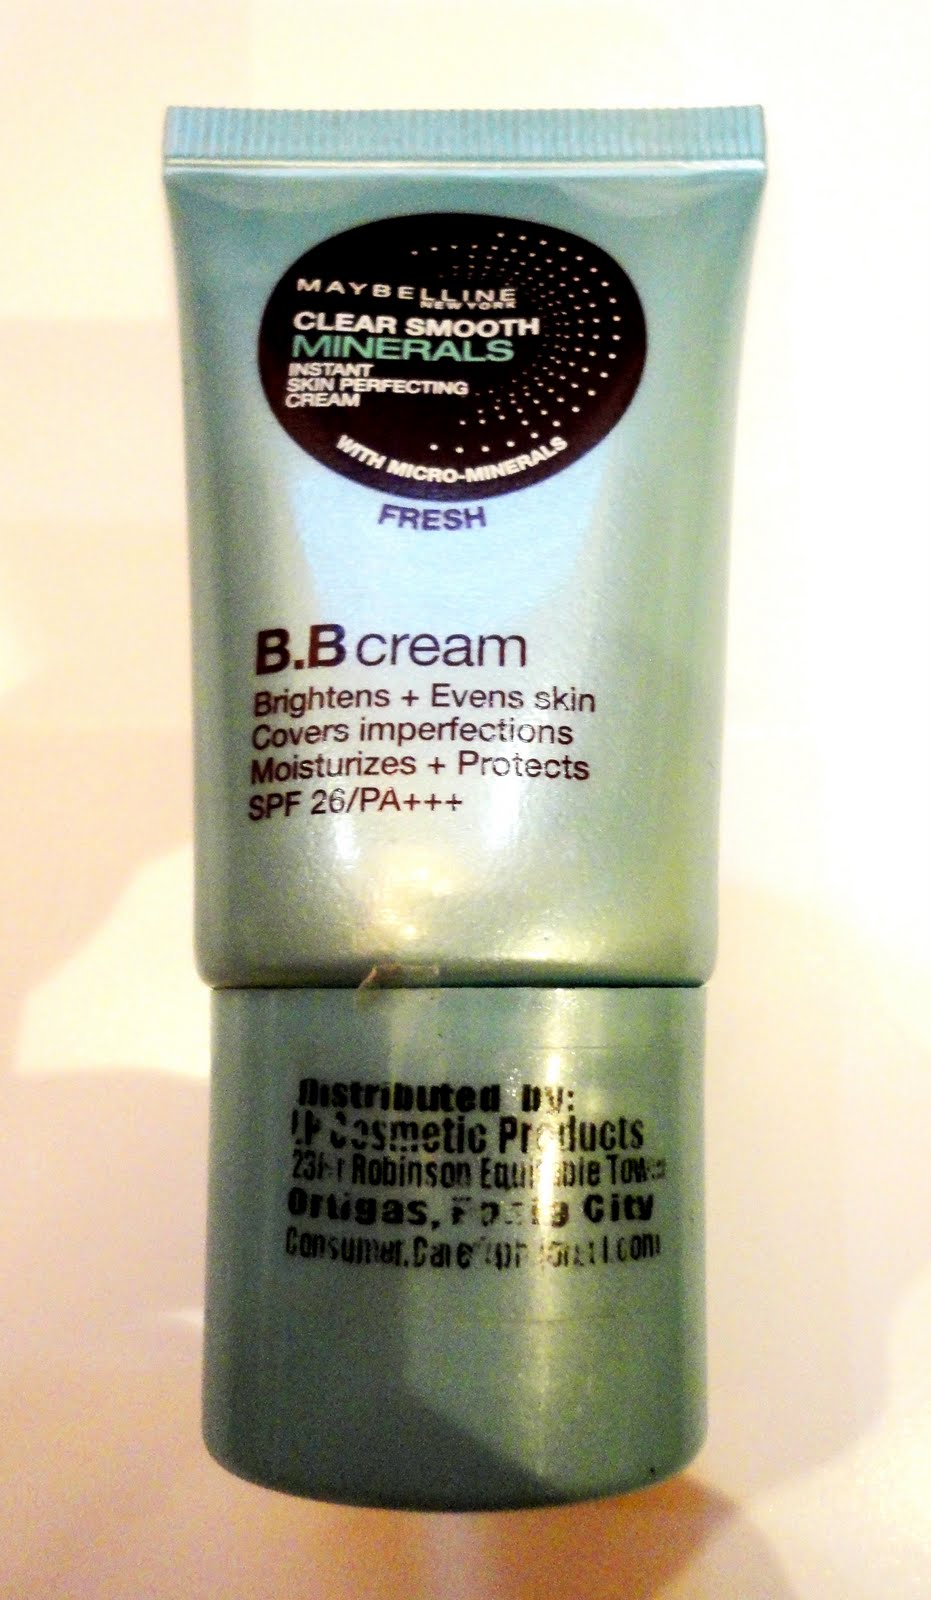 MAYBELLINE
NEW YORK
CLEAR SMOOTH
MINERALS
INSTANT
SKIN PERFECTING
CREAM
WITH MICRO-MINERALS
FRESH
B.B cream
Brightens + Evens skin
Covers imperfections
Moisturizes + Protects
SPF 26/PA+++
Distributed by:
Cosmetic Products
Robinson Equitable Tower
Ortigas, Pasig City